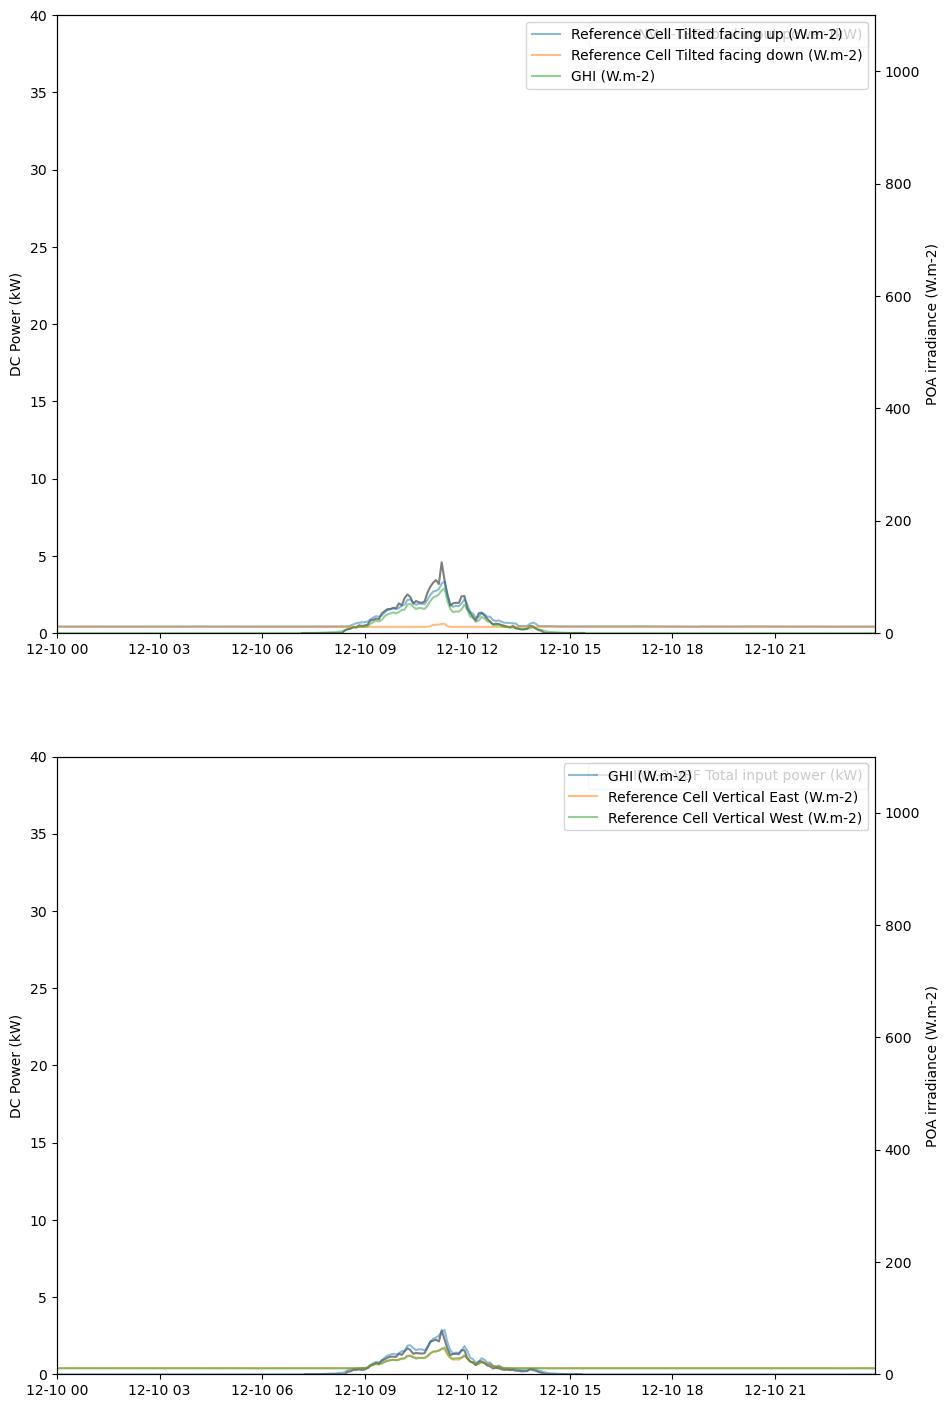 40
35
30
25
20
15
10
5
0
DC Power (kW)
Reference Cell Tilted facing up (W.m-2)
Reference Cell Tilted facing down (W.m-2)
GHI (W.m-2)
1000
800
600
400
200
0
POA irradiance (W.m-2)
12-10 00 12-10 03 12-10 06 12-10 09 12-10 12 12-10 15 12-10 18 12-10 21
40
35
30
25
20
15
10
5
0
DC Power (kW)
GHI (W.m-2)
Total input power (kW)
Reference Cell Vertical East (W.m-2)
Reference Cell Vertical West (W.m-2)
1000
800
600
400
200
0
POA irradiance (W.m-2)
12-10 00 12-10 03 12-10 06 12-10 09 12-10 12 12-10 15 12-10 18 12-10 21